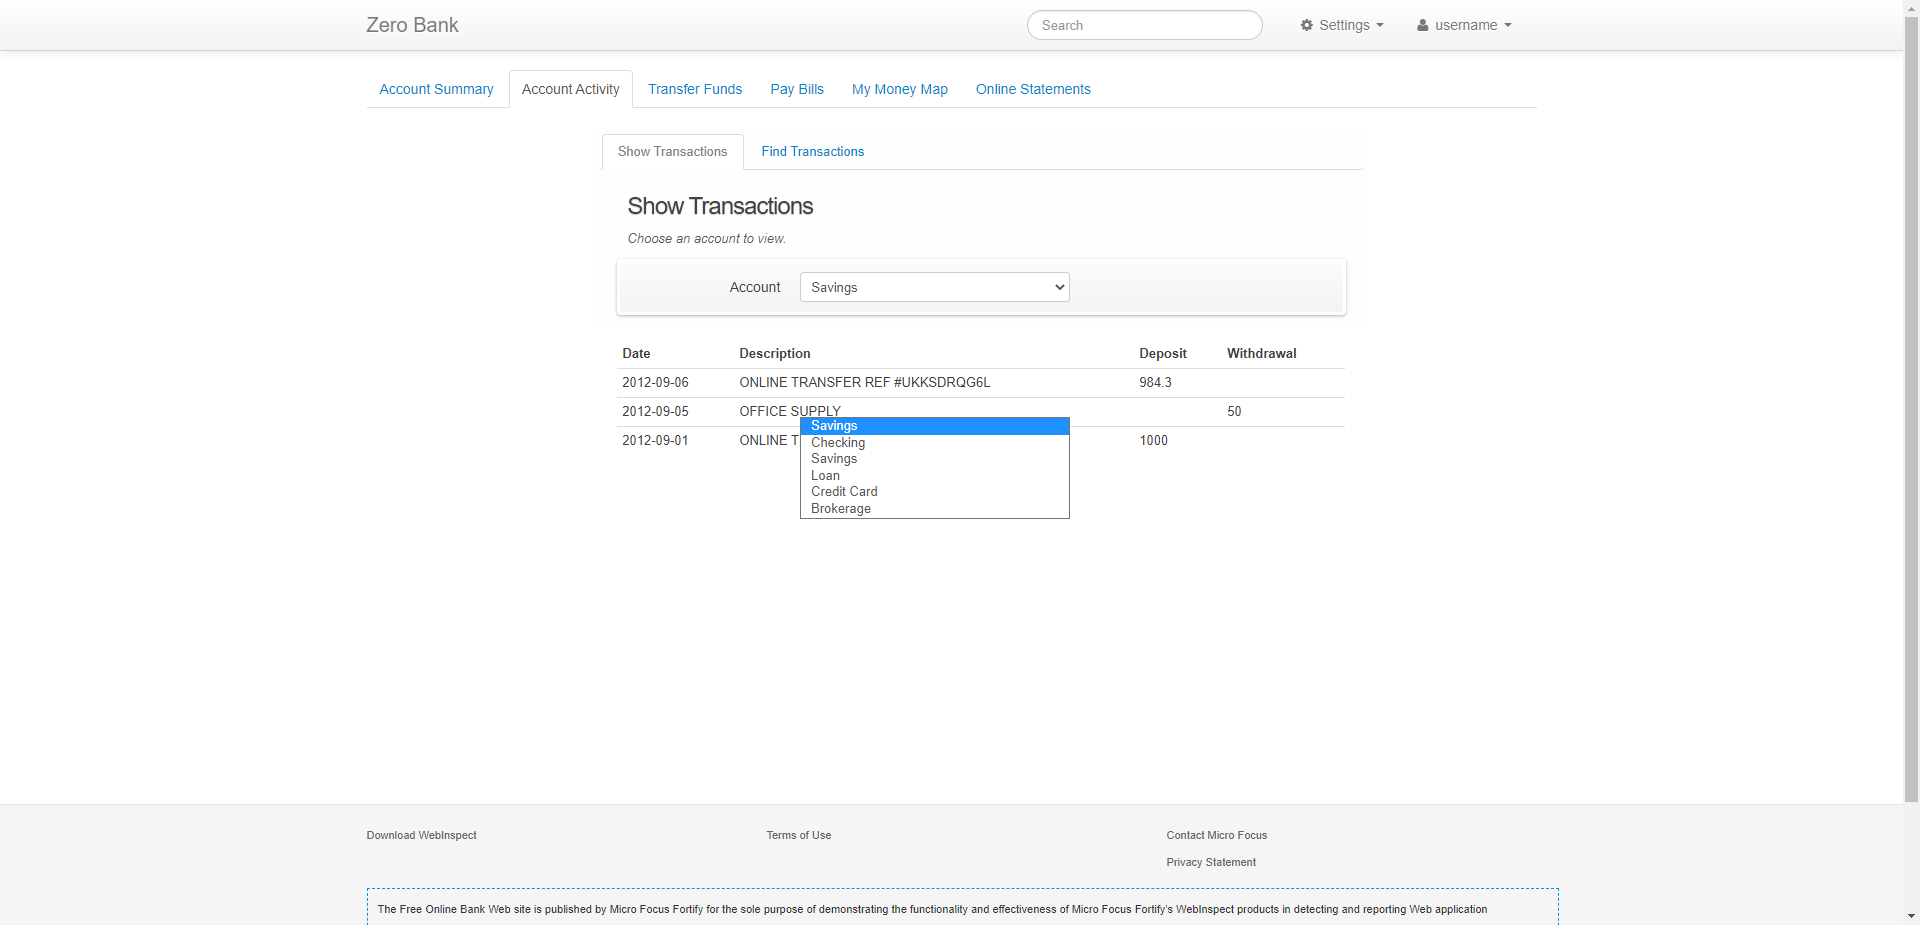 Zero Bank
Search
Settings
username
Account Summary
Account Activity
Transfer Funds
Pay Bills
My Money Map
Online Statements
Show Transactions
Find Transactions
Show Transactions
Choose an account to view.
Account
Savings
Date Description Deposit Withdrawal
2012-09-06 ONLINE TRANSFER REF #UKKSDRQG6L 984.3
2012-09-05 OFFICE SUPPLY 50
2012-09-01 ONLINE T 1000
Savings
Checking
Savings
Loan
Credit Card
Brokerage
Download WebInspect
Terms of Use
Contact Micro Focus
Privacy Statement
The Free Online Bank Web site is published by Micro Focus Fortify for the sole purpose of demonstrating the functionality and effectiveness of Micro Focus Fortify's WebInspect products in detecting and reporting Web application